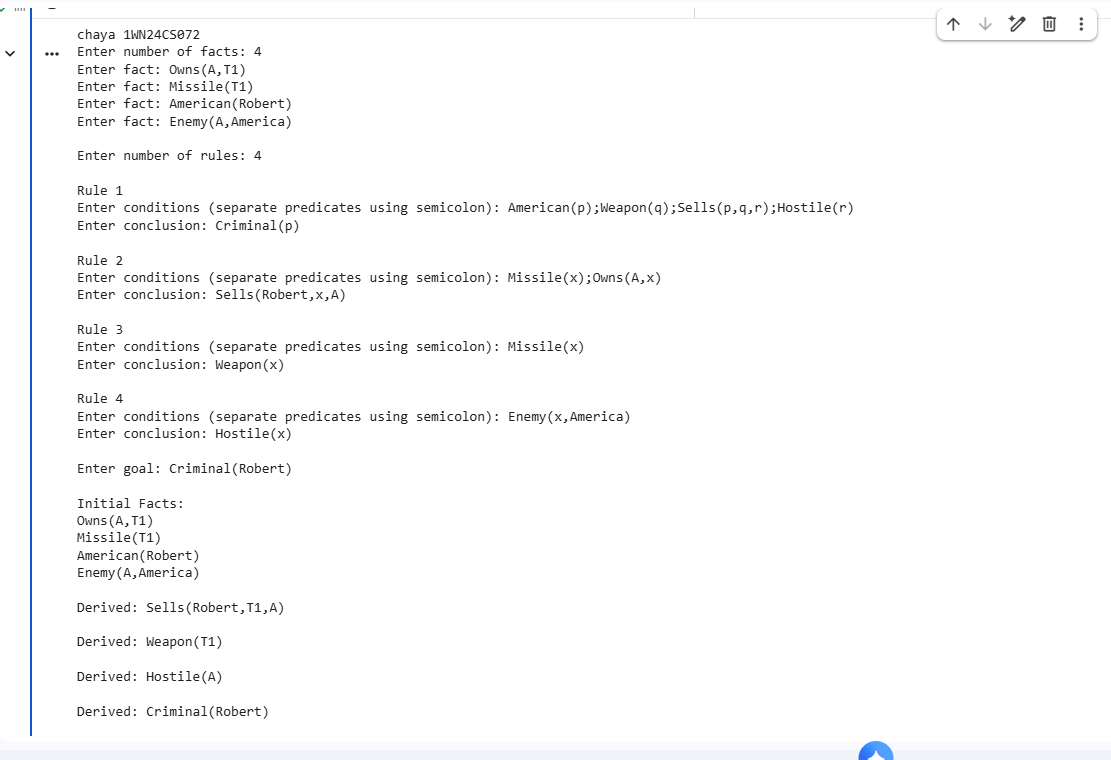 chaya 1WN24CS072
Enter number of facts: 4
Enter fact: Owns(A,T1)
Enter fact: Missile(T1)
Enter fact: American(Robert)
Enter fact: Enemy(A,America)
Enter number of rules: 4
Rule 1
Enter conditions (separate predicates using semicolon): American(p);Weapon(q);Sells(p,q,r);Hostile(r)
Enter conclusion: Criminal(p)
Rule 2
Enter conditions (separate predicates using semicolon): Missile(x);Owns(A,x)
Enter conclusion: Sells(Robert,x,A)
Rule 3
Enter conditions (separate predicates using semicolon): Missile(x)
Enter conclusion: Weapon(x)
Rule 4
Enter conditions (separate predicates using semicolon): Enemy(x,America)
Enter conclusion: Hostile(x)
Enter goal: Criminal(Robert)
Initial Facts:
Owns(A,T1)
Missile(T1)
American(Robert)
Enemy(A,America)
Derived: Sells(Robert,T1,A)
Derived: Weapon(T1)
Derived: Hostile(A)
Derived: Criminal(Robert)